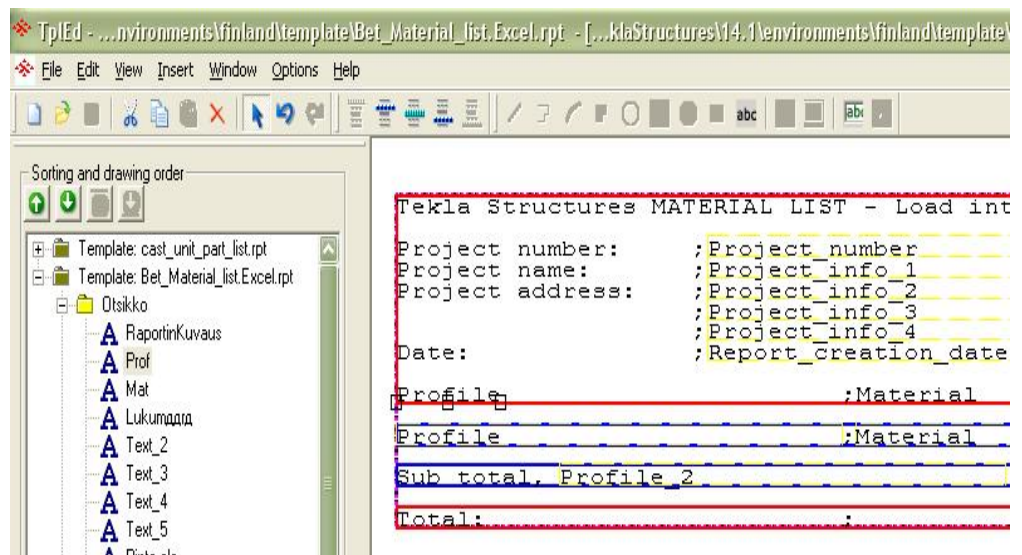 TplEd - ...nvironments\finland\template\Bet_Material_list.Excel.rpt - [...klaStructures\14.1\environments\finland\template\
File Edit View Insert Window Options Help
abc
Sorting and drawing order
Template: cast_unit_part_list.rpt
Template: Bet_Material_list.Excel.rpt
Otsikko
A RaportinKuvaus
A Prof
A Mat
A Lukumäärä
A Text_2
A Text_3
A Text_4
A Text_5
Tekla Structures MATERIAL LIST - Load int
Project number: ;Project_number
Project name: ;Project_info_1
Project address: ;Project_info_2
;Project_info_3
;Project_info_4
Date: ;Report_creation_date
Profile ;Material
Profile ;Material
Sub total, Profile_2
Total: ;